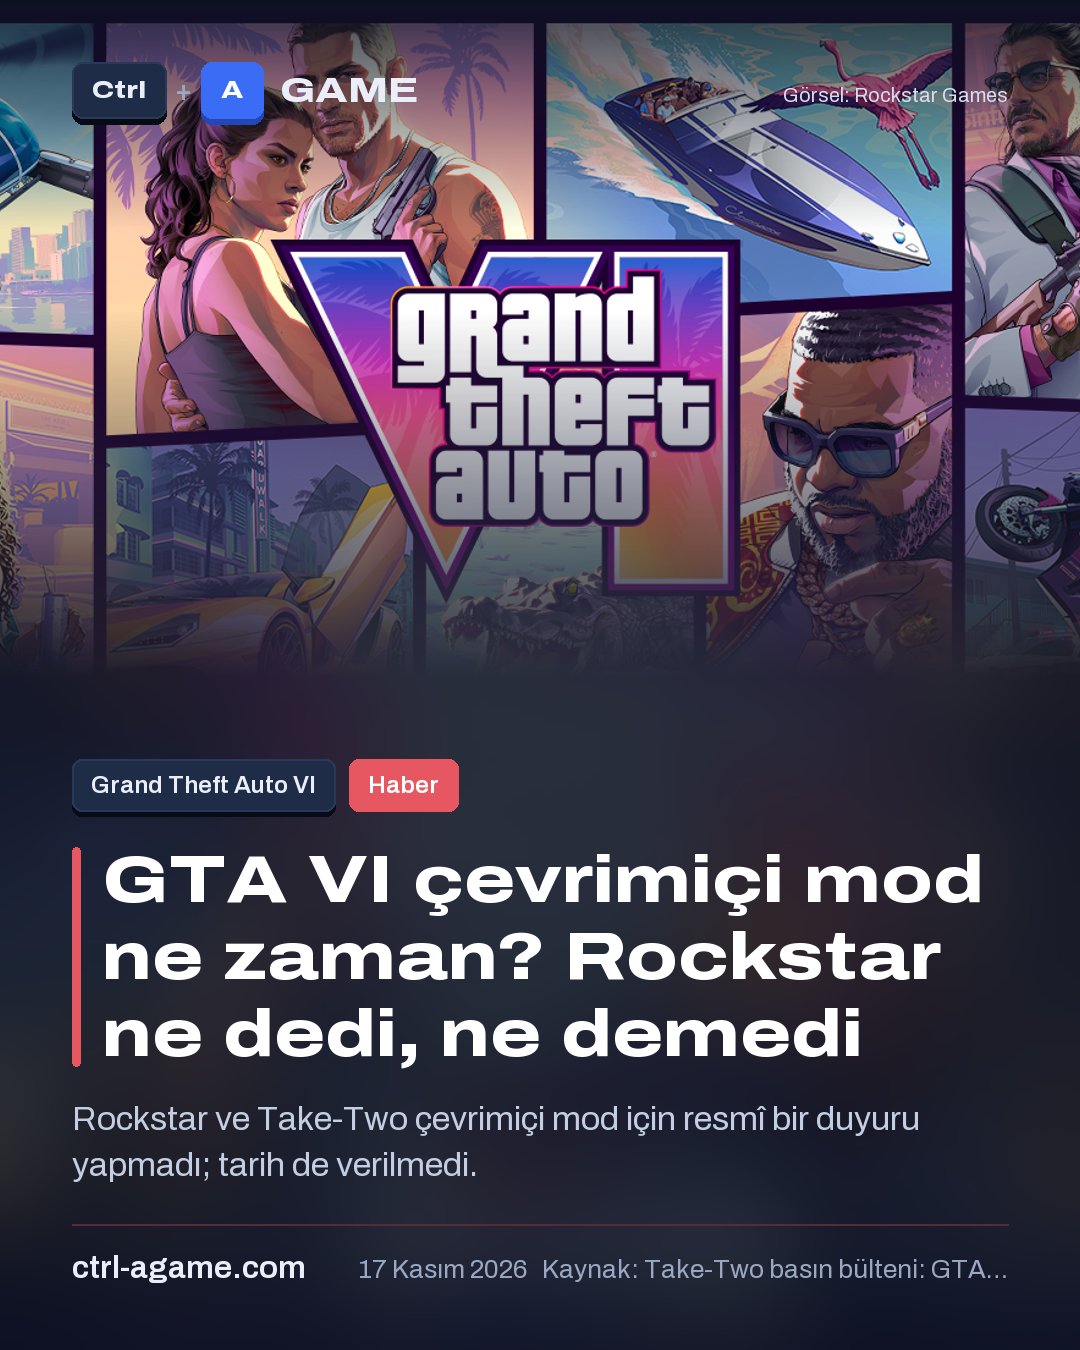 Ctrl + A GAME
Görsel: Rockstar Games
grand
theft
auto
VI
Grand Theft Auto VI
Haber
GTA VI çevrimiçi mod
ne zaman? Rockstar
ne dedi, ne demedi
Rockstar ve Take-Two çevrimiçi mod için resmî bir duyuru
yapmadı; tarih de verilmedi.
ctrl-agame.com
17 Kasım 2026 Kaynak: Take-Two basın bülteni: GTA...